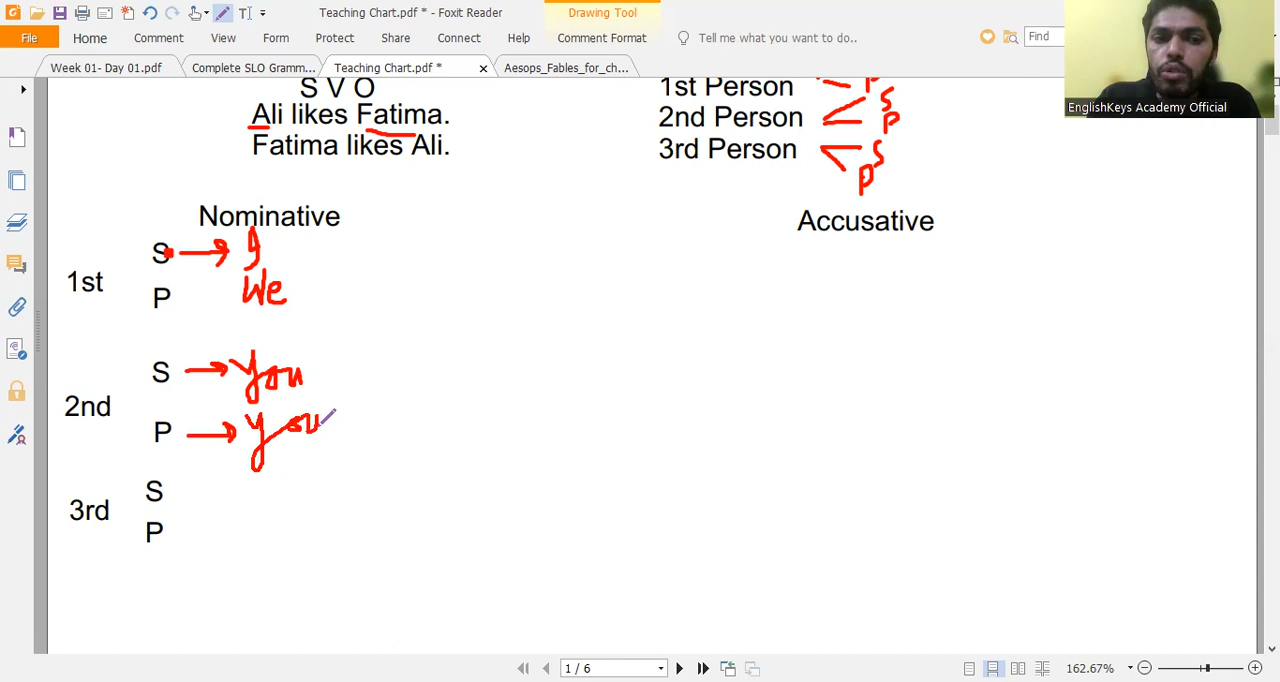 Teaching Chart.pdf * - Foxit Reader
Drawing Tool
File Home Comment View Form Protect Share Connect Help Comment Format Tell me what you want to do.. Find
Week 01- Day 01.pdf Complete SLO Gramm... Teaching Chart.pdf * Aesops_Fables_for_ch...
EnglishKeys Academy Official
S V O
Ali likes Fatima.
Fatima likes Ali.
1st Person P
2nd Person S P
3rd Person S P
Nominative
Accusative
1st
S I
P We
2nd
S You
P You
3rd
S
P
1 / 6
162.67%